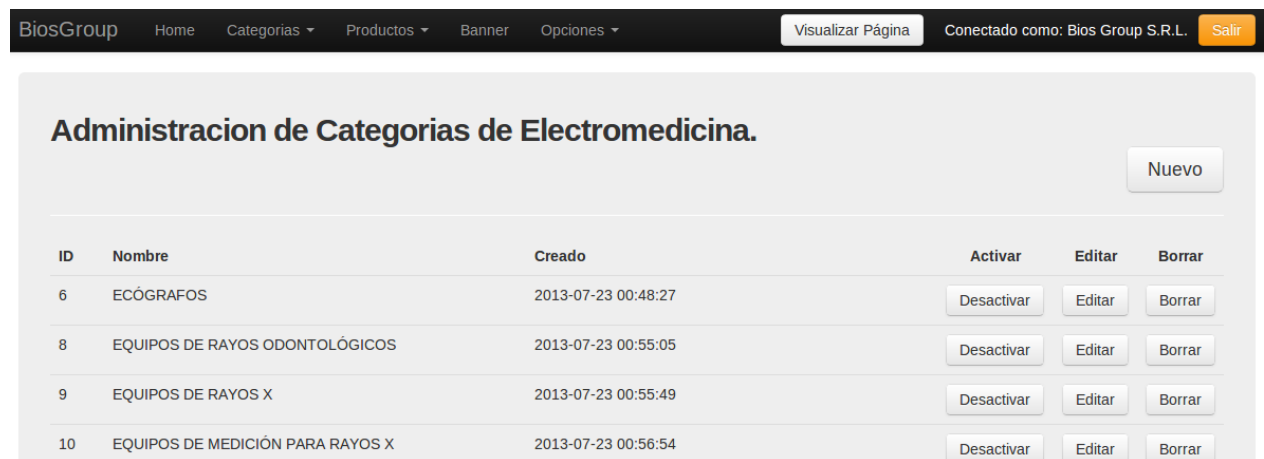 BiosGroup Home Categorias Productos Banner Opciones Visualizar Página Conectado como: Bios Group S.R.L. Salir
Administracion de Categorias de Electromedicina.
Nuevo
ID Nombre Creado Activar Editar Borrar
6 ECÓGRAFOS 2013-07-23 00:48:27 Desactivar Editar Borrar
8 EQUIPOS DE RAYOS ODONTOLÓGICOS 2013-07-23 00:55:05 Desactivar Editar Borrar
9 EQUIPOS DE RAYOS X 2013-07-23 00:55:49 Desactivar Editar Borrar
10 EQUIPOS DE MEDICIÓN PARA RAYOS X 2013-07-23 00:56:54 Desactivar Editar Borrar